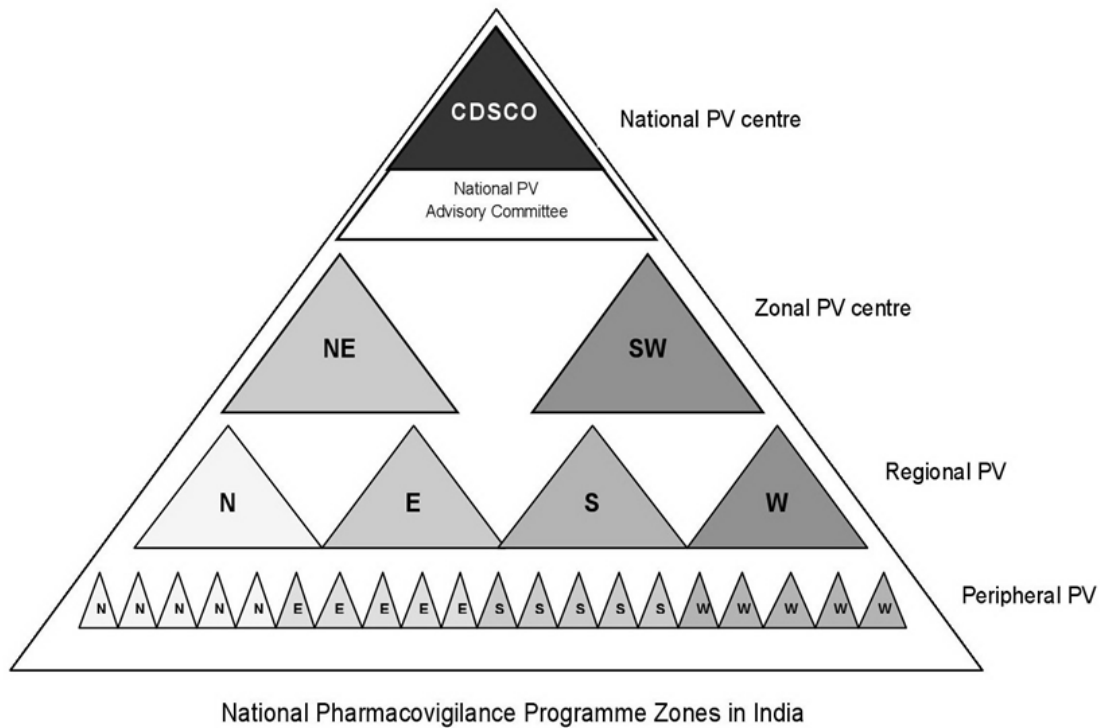 CDSCO
National PV centre
National PV
Advisory Committee
Zonal PV centre
NE SW
Regional PV
N E S W
Peripheral PV
N N N N N E E E E E S S S S S W W W W W
National Pharmacovigilance Programme Zones in India